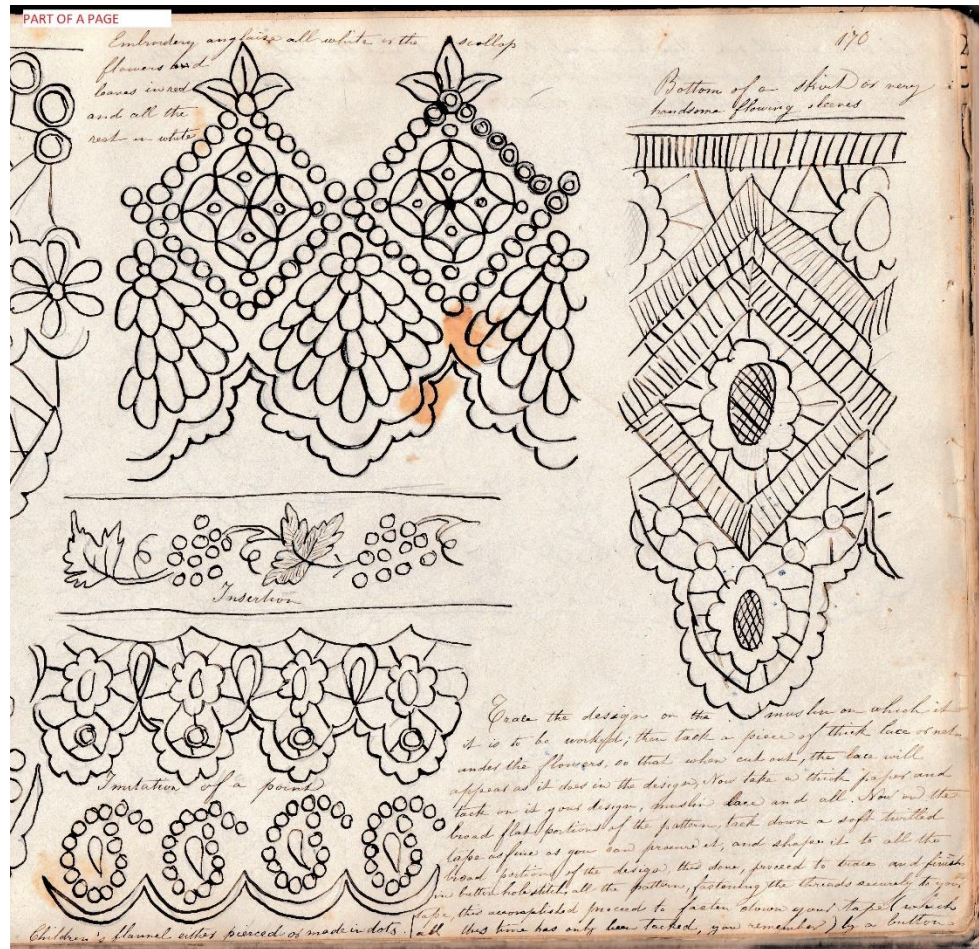 PART OF A PAGE
170
Embrodery anglaise all white is the scollop
flowers and
leaves in red
and all the
rest in white
Bottom of a skirt or very
handsome flowing sleeves
Insertion
Imitation of a point
Children's flannel either pierced or made in dots.
Trace the design on the muslin on which it
it is to be worked; then tack a piece of thick lace or net
under the flowers, so that when cut out, the lace will
appear as it does in the design, Now take a thick paper and
tack on it your design, muslin lace and all. Now in the
broad flat portions of the pattern, tack down a soft twilled
tape as fine as you can procure it, and shape it to all the
broad portions of the design, this done, proceed to trace and finish
in button hole stitch, all the pattern, fastening the threads securely to your
tape, this accomplished proceed to fasten down your tape (which
all this time has only been tacked, you remember) by a button